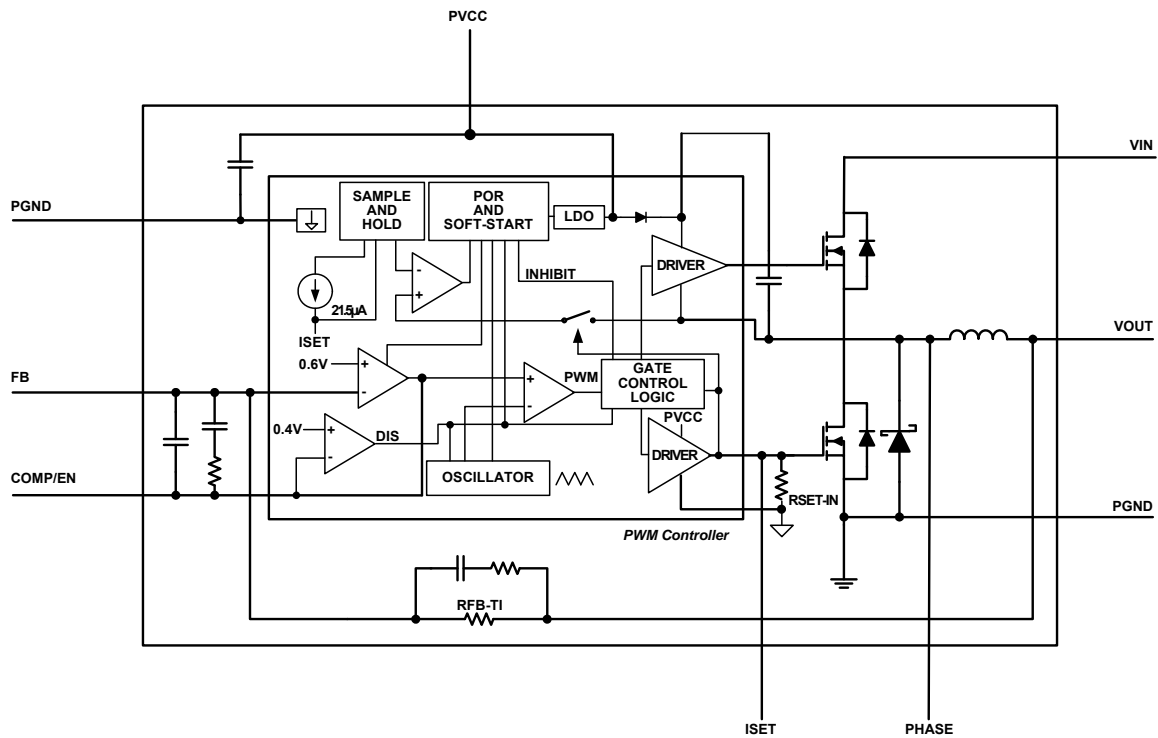 PVCC
VIN
PGND
SAMPLE
AND
HOLD
POR
AND
SOFT-START
LDO
DRIVER
INHIBIT
21.5µA
ISET
VOUT
0.6V
FB
PWM
GATE
CONTROL
LOGIC
PVCC
0.4V
DIS
DRIVER
COMP/EN
OSCILLATOR
RSET-IN
PGND
PWM Controller
RFB-TI
ISET
PHASE